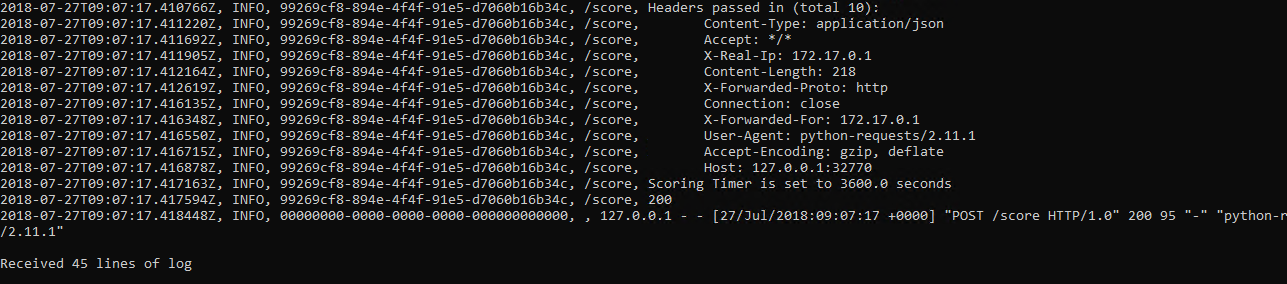 2018-07-27T09:07:17.410766Z, INFO, 99269cf8-894e-4f4f-91e5-d7060b16b34c, /score, Headers passed in (total 10):
2018-07-27T09:07:17.411220Z, INFO, 99269cf8-894e-4f4f-91e5-d7060b16b34c, /score,        Content-Type: application/json
2018-07-27T09:07:17.411692Z, INFO, 99269cf8-894e-4f4f-91e5-d7060b16b34c, /score,        Accept: */*
2018-07-27T09:07:17.411905Z, INFO, 99269cf8-894e-4f4f-91e5-d7060b16b34c, /score,        X-Real-Ip: 172.17.0.1
2018-07-27T09:07:17.412164Z, INFO, 99269cf8-894e-4f4f-91e5-d7060b16b34c, /score,        Content-Length: 218
2018-07-27T09:07:17.412619Z, INFO, 99269cf8-894e-4f4f-91e5-d7060b16b34c, /score,        X-Forwarded-Proto: http
2018-07-27T09:07:17.416135Z, INFO, 99269cf8-894e-4f4f-91e5-d7060b16b34c, /score,        Connection: close
2018-07-27T09:07:17.416348Z, INFO, 99269cf8-894e-4f4f-91e5-d7060b16b34c, /score,        X-Forwarded-For: 172.17.0.1
2018-07-27T09:07:17.416550Z, INFO, 99269cf8-894e-4f4f-91e5-d7060b16b34c, /score,        User-Agent: python-requests/2.11.1
2018-07-27T09:07:17.416715Z, INFO, 99269cf8-894e-4f4f-91e5-d7060b16b34c, /score,        Accept-Encoding: gzip, deflate
2018-07-27T09:07:17.416878Z, INFO, 99269cf8-894e-4f4f-91e5-d7060b16b34c, /score,        Host: 127.0.0.1:32770
2018-07-27T09:07:17.417163Z, INFO, 99269cf8-894e-4f4f-91e5-d7060b16b34c, /score, Scoring Timer is set to 3600.0 seconds
2018-07-27T09:07:17.417594Z, INFO, 99269cf8-894e-4f4f-91e5-d7060b16b34c, /score, 200
2018-07-27T09:07:17.418448Z, INFO, 00000000-0000-0000-0000-000000000000, , 127.0.0.1 - - [27/Jul/2018:09:07:17 +0000] "POST /score HTTP/1.0" 200 95 "-" "python-r
/2.11.1"
Received 45 lines of log